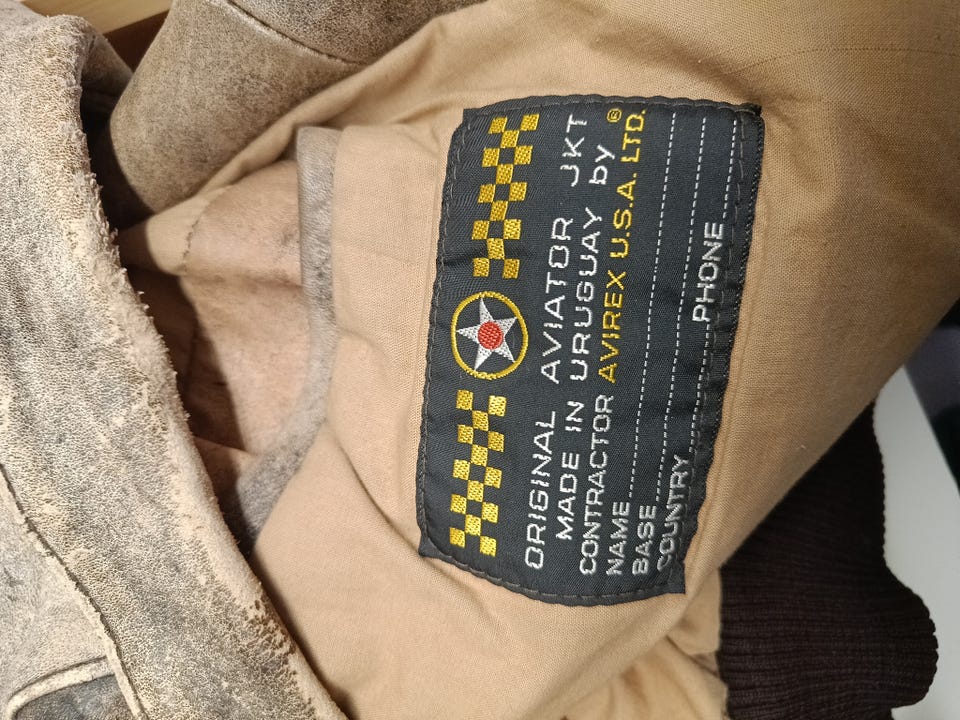 ORIGINAL AVIATOR JKT
MADE IN URUGUAY by
CONTRACTOR AVIREX U.S.A. LTD.®
NAME
BASE
COUNTRY PHONE